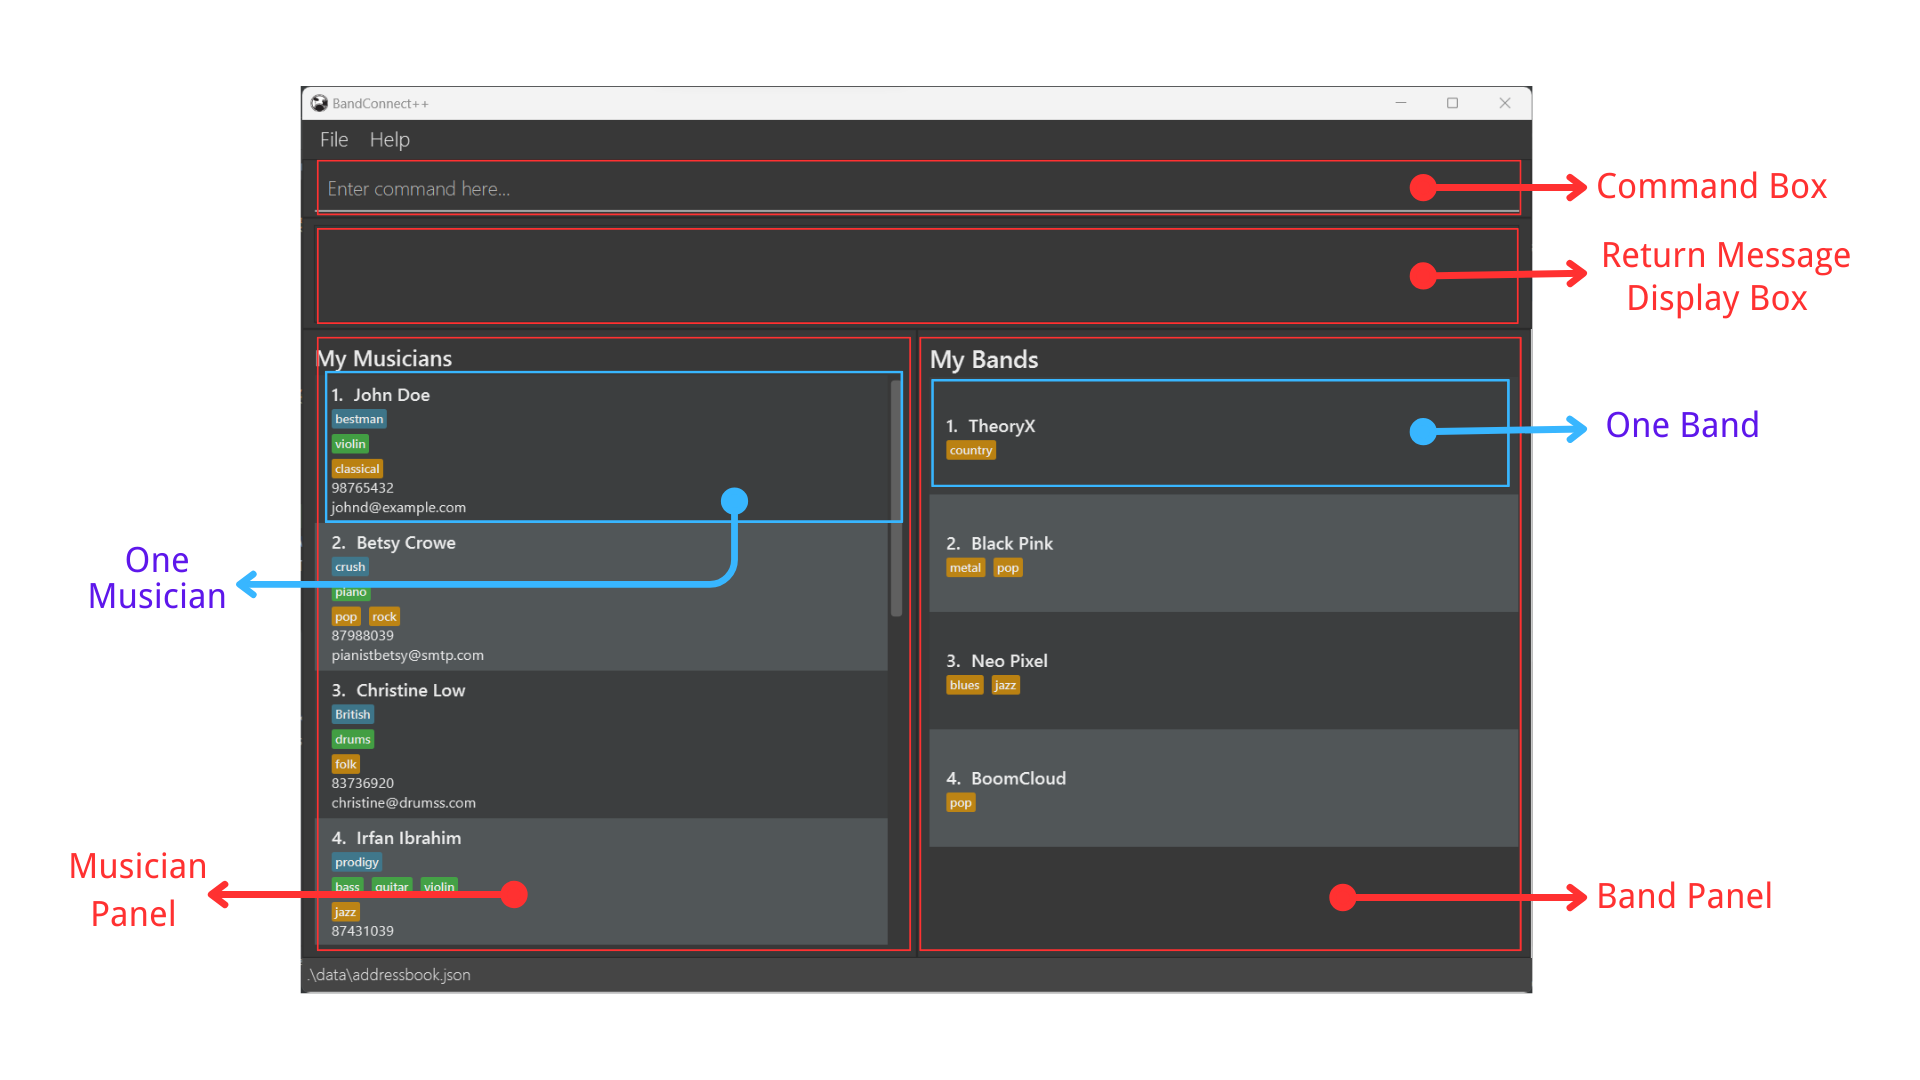 BandConnect++
File Help
Enter command here...
Command Box
Return Message
Display Box
My Musicians
1. John Doe
bestman
violin
classical
98765432
johnd@example.com
2. Betsy Crowe
crush
piano
pop rock
87988039
pianistbetsy@smtp.com
3. Christine Low
British
drums
folk
83736920
christine@drumss.com
4. Irfan Ibrahim
prodigy
bass guitar violin
jazz
87431039
My Bands
1. TheoryX
country
2. Black Pink
metal pop
3. Neo Pixel
blues jazz
4. BoomCloud
pop
One Band
One
Musician
Musician
Panel
Band Panel
.\data\addressbook.json